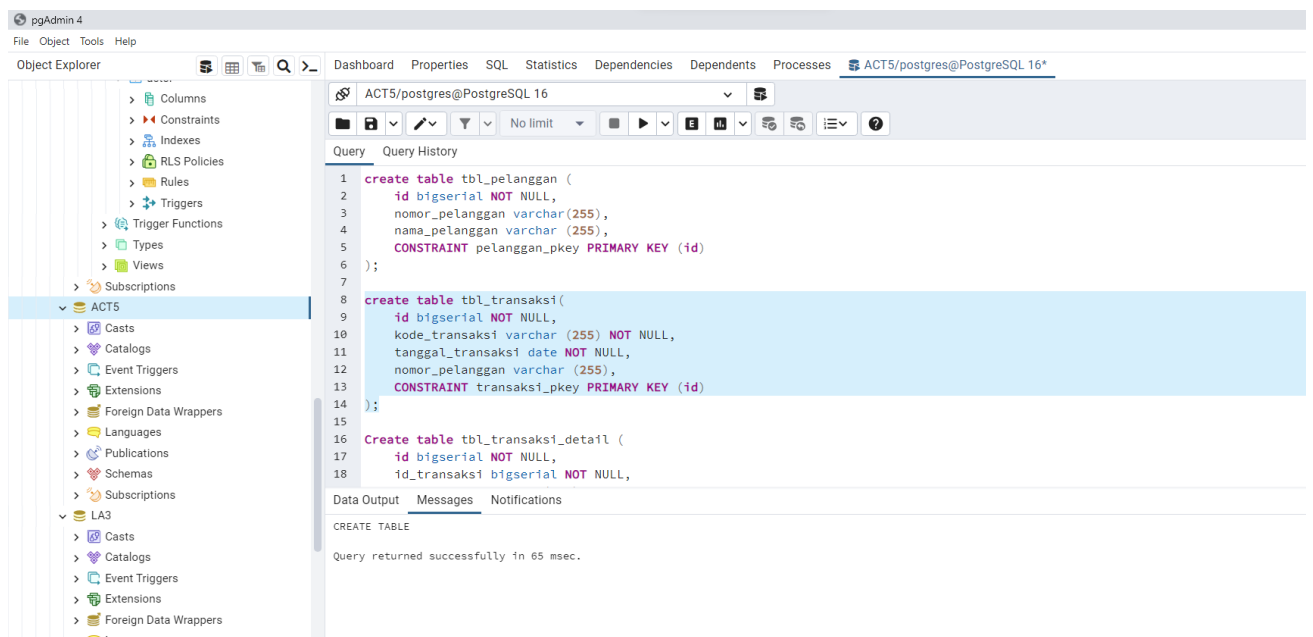 pgAdmin 4
File Object Tools Help
Object Explorer
Dashboard Properties SQL Statistics Dependencies Dependents Processes ACT5/postgres@PostgreSQL 16*
Columns
Constraints
Indexes
RLS Policies
Rules
Triggers
Trigger Functions
Types
Views
Subscriptions
ACT5
Casts
Catalogs
Event Triggers
Extensions
Foreign Data Wrappers
Languages
Publications
Schemas
Subscriptions
LA3
Casts
Catalogs
Event Triggers
Extensions
Foreign Data Wrappers
ACT5/postgres@PostgreSQL 16
No limit
E
Query Query History
1 create table tbl_pelanggan (
2 id bigserial NOT NULL,
3 nomor_pelanggan varchar(255),
4 nama_pelanggan varchar (255),
5 CONSTRAINT pelanggan_pkey PRIMARY KEY (id)
6 );
7
8 create table tbl_transaksi(
9 id bigserial NOT NULL,
10 kode_transaksi varchar (255) NOT NULL,
11 tanggal_transaksi date NOT NULL,
12 nomor_pelanggan varchar (255),
13 CONSTRAINT transaksi_pkey PRIMARY KEY (id)
14 );
15
16 Create table tbl_transaksi_detail (
17 id bigserial NOT NULL,
18 id_transaksi bigserial NOT NULL,
Data Output Messages Notifications
CREATE TABLE
Query returned successfully in 65 msec.